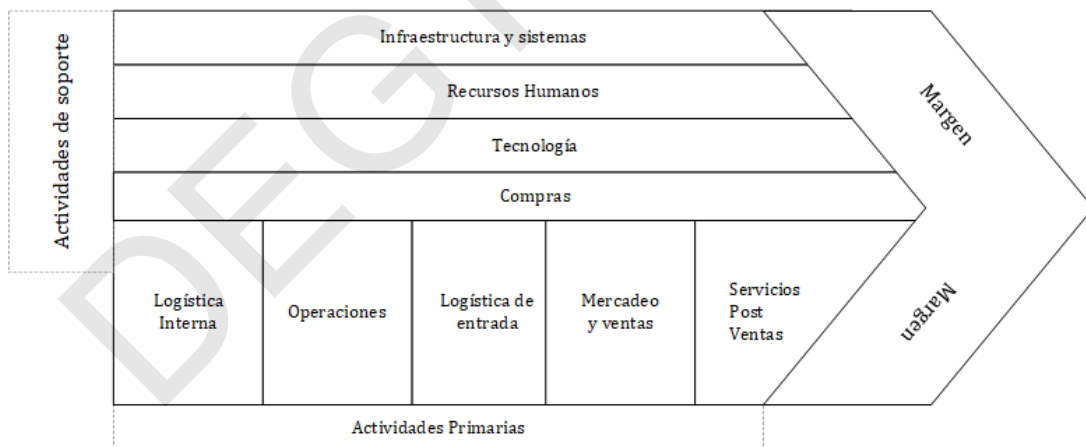 Actividades de soporte
Infraestructura y sistemas
Recursos Humanos
Tecnología
Compras
Margen
Logística
Interna
Operaciones
Logística de
entrada
Mercadeo
y ventas
Servicios
Post
Ventas
Margen
Actividades Primarias